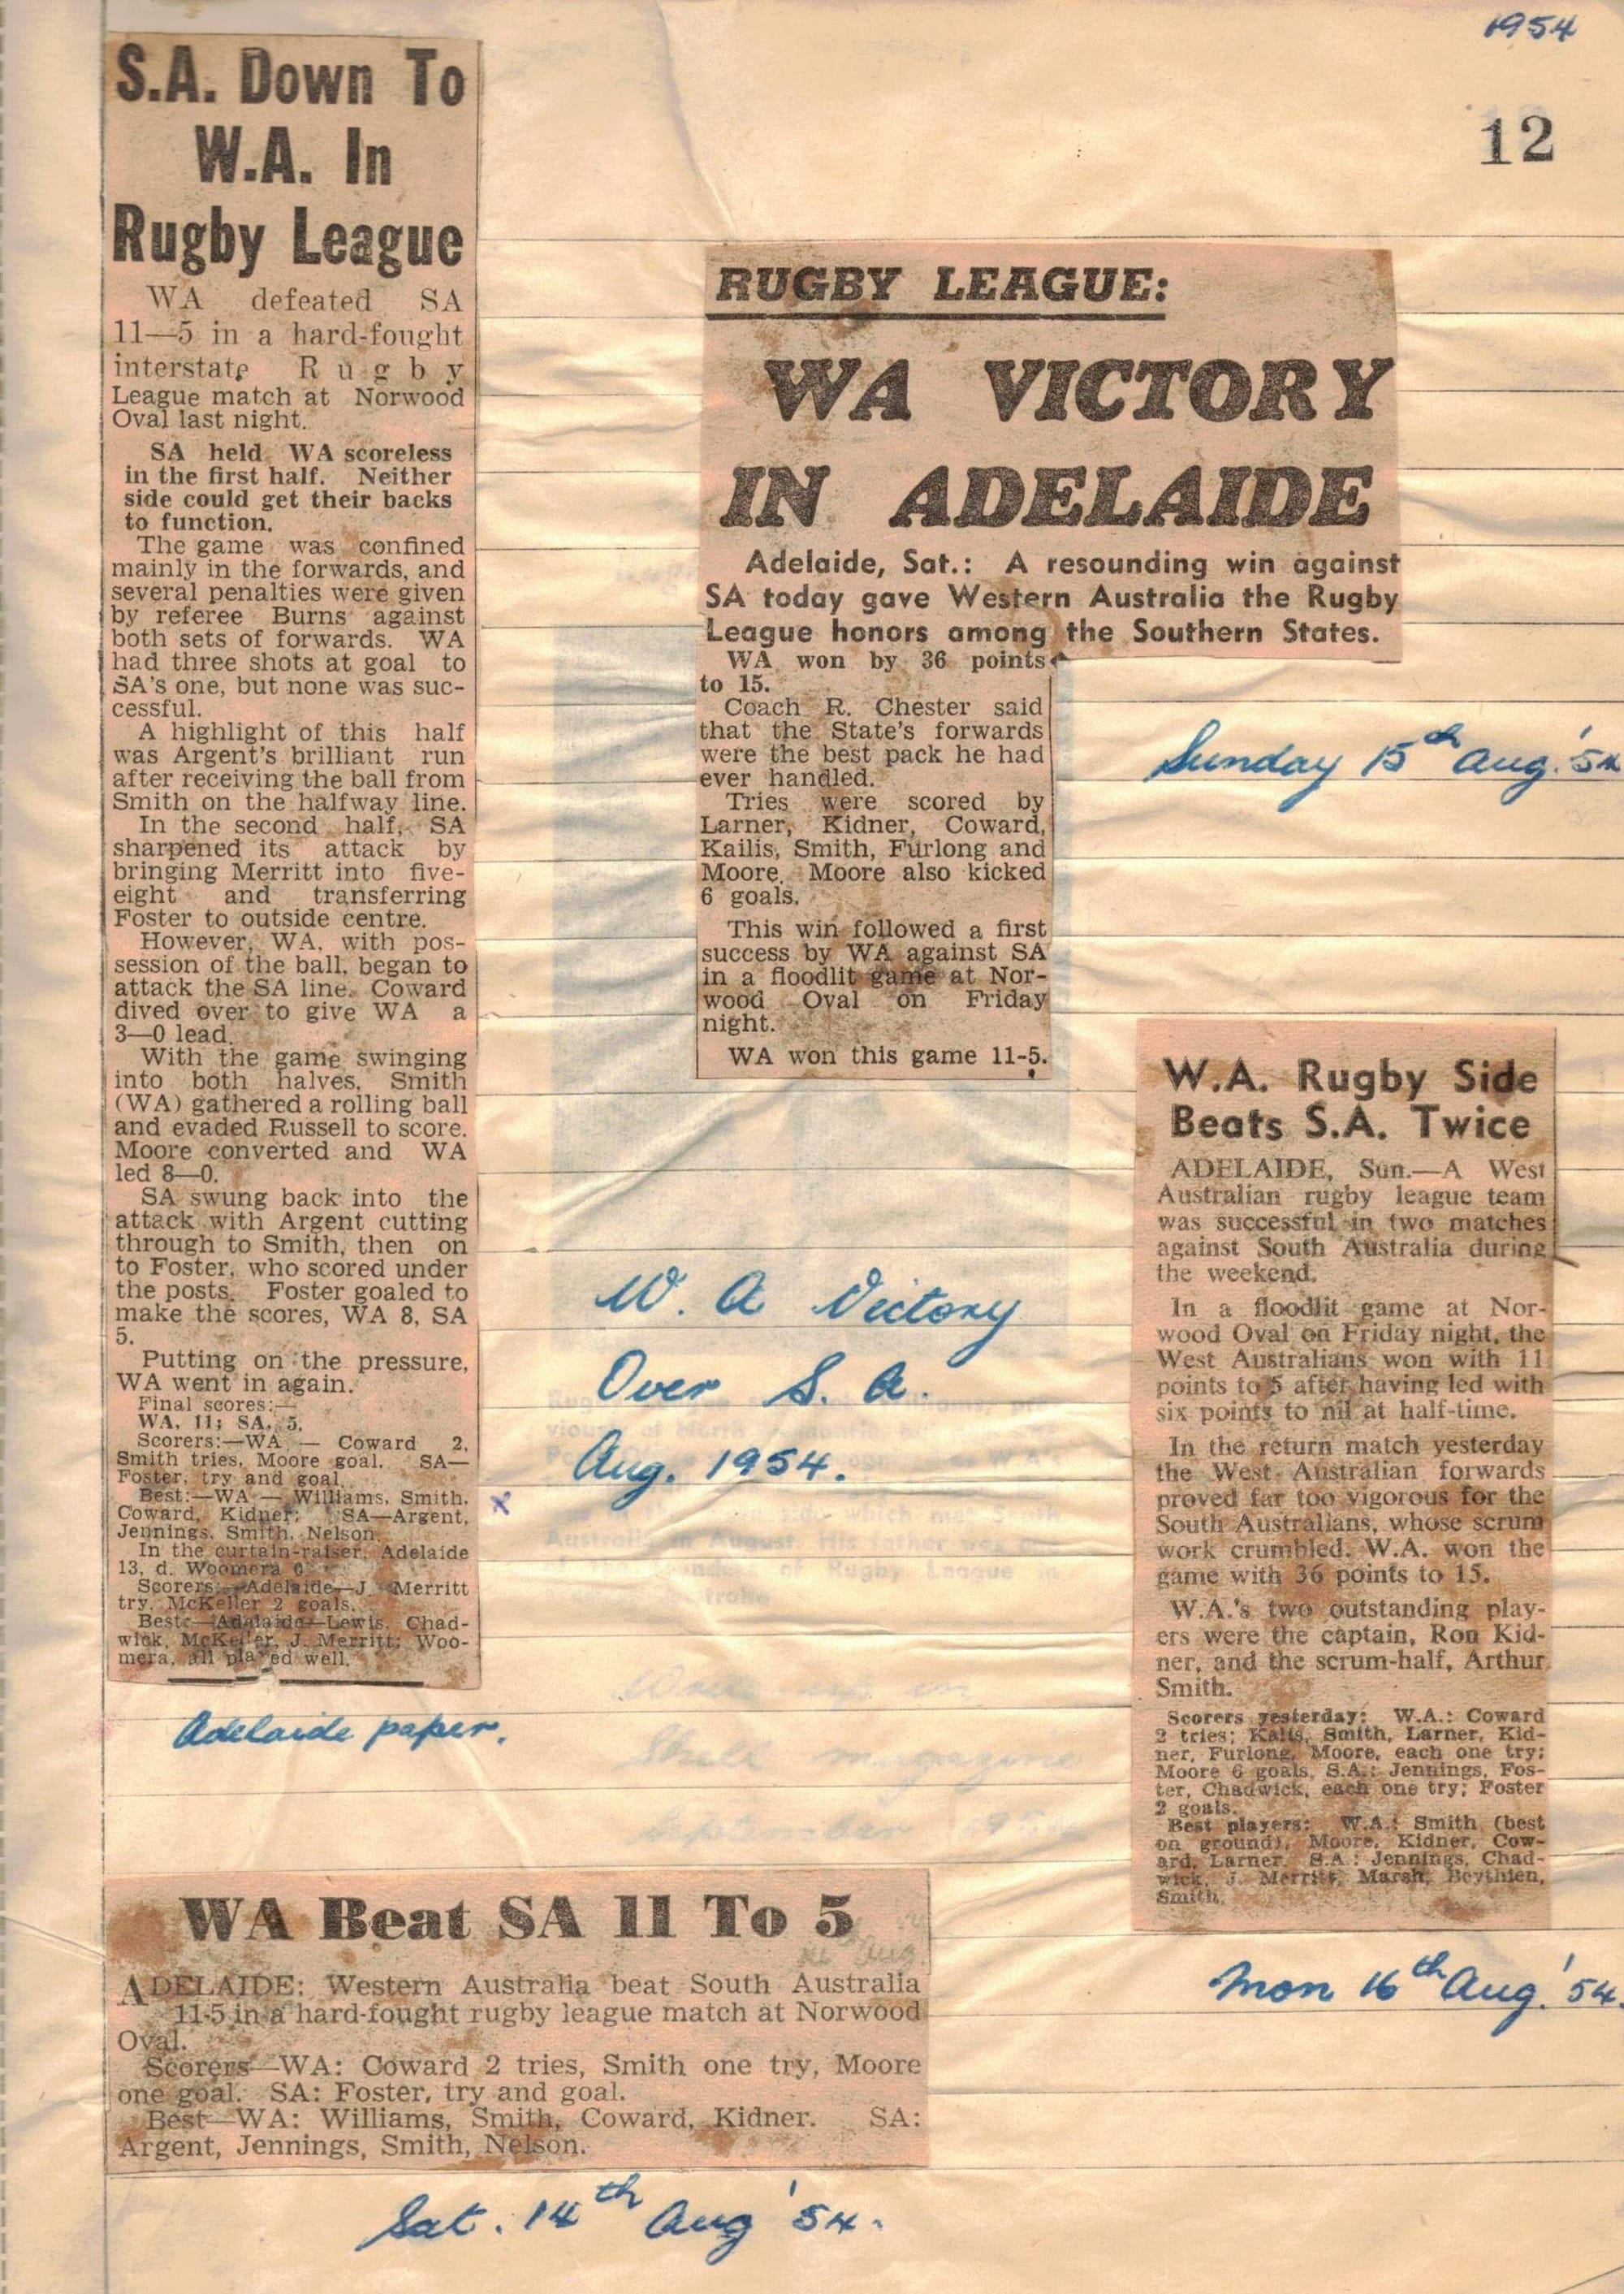 1954
12
S.A. Down To
W.A. In
Rugby League
WA defeated SA
11—5 in a hard-fought
interstate Rugby
League match at Norwood
Oval last night.
SA held WA scoreless
in the first half. Neither
side could get their backs
to function.
The game was confined
mainly in the forwards, and
several penalties were given
by referee Burns against
both sets of forwards. WA
had three shots at goal to
SA's one, but none was suc-
cessful.
A highlight of this half
was Argent's brilliant run
after receiving the ball from
Smith on the halfway line.
In the second half, SA
sharpened its attack by
bringing Merritt into five-
eight and transferring
Foster to outside centre.
However, WA, with pos-
session of the ball, began to
attack the SA line. Coward
dived over to give WA a
3—0 lead.
With the game swinging
into both halves, Smith
(WA) gathered a rolling ball
and evaded Russell to score.
Moore converted and WA
led 8—0.
SA swung back into the
attack with Argent cutting
through to Smith, then on
to Foster, who scored under
the posts. Foster goaled to
make the scores, WA 8, SA
5.
Putting on the pressure,
WA went in again.
Final scores:—
WA, 11; SA, 5.
Scorers:—WA — Coward 2,
Smith tries, Moore goal. SA—
Foster, try and goal.
Best:—WA — Williams, Smith,
Coward, Kidner; SA—Argent,
Jennings, Smith, Nelson.
In the curtain-raiser, Adelaide
13, d. Woomera 6.
Scorers:—Adelaide—J. Merritt
try, McKeller 2 goals.
Best:—Adelaide—Lewis, Chad-
wick, McKeller, J. Merritt; Woo-
mera, all played well.
Adelaide paper.
RUGBY LEAGUE:
WA VICTORY
IN ADELAIDE
Adelaide, Sat.: A resounding win against
SA today gave Western Australia the Rugby
League honors among the Southern States.
WA won by 36 points
to 15.
Coach R. Chester said
that the State's forwards
were the best pack he had
ever handled.
Tries were scored by
Larner, Kidner, Coward,
Kailis, Smith, Furlong and
Moore. Moore also kicked
6 goals.
This win followed a first
success by WA against SA
in a floodlit game at Nor-
wood Oval on Friday
night.
WA won this game 11-5.
Sunday 15th Aug. '54
W. A Victory
Over S. A.
Aug. 1954.
x
W.A. Rugby Side
Beats S.A. Twice
ADELAIDE, Sun.—A West
Australian rugby league team
was successful in two matches
against South Australia during
the weekend.
In a floodlit game at Nor-
wood Oval on Friday night, the
West Australians won with 11
points to 5 after having led with
six points to nil at half-time.
In the return match yesterday
the West Australian forwards
proved far too vigorous for the
South Australians, whose scrum
work crumbled. W.A. won the
game with 36 points to 15.
W.A.'s two outstanding play-
ers were the captain, Ron Kid-
ner, and the scrum-half, Arthur
Smith.
Scorers yesterday: W.A.: Coward
2 tries; Kalis, Smith, Larner, Kid-
ner, Furlong, Moore, each one try;
Moore 6 goals, S.A.: Jennings, Fos-
ter, Chadwick, each one try; Foster
2 goals.
Best players: W.A.: Smith (best
on ground), Moore, Kidner, Cow-
ard, Larner. S.A.: Jennings, Chad-
wick, J. Merritt, Marsh,
Smith.
Mon 16th Aug. '54.
WA Beat SA 11 To 5
ADELAIDE: Western Australia beat South Australia
11-5 in a hard-fought rugby league match at Norwood
Oval.
Scorers—WA: Coward 2 tries, Smith one try, Moore
one goal. SA: Foster, try and goal.
Best—WA: Williams, Smith, Coward, Kidner. SA:
Argent, Jennings, Smith, Nelson.
Sat. 14th Aug '54.